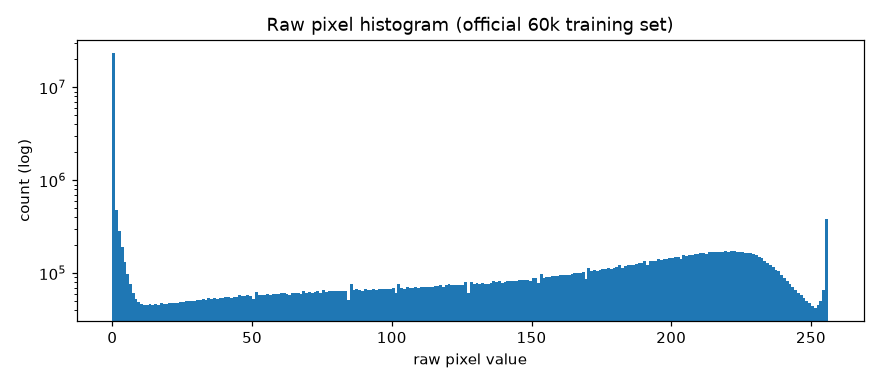 Raw pixel histogram (official 60k training set)
count (log)
10⁷
10⁶
10⁵
0 50 100 150 200 250
raw pixel value